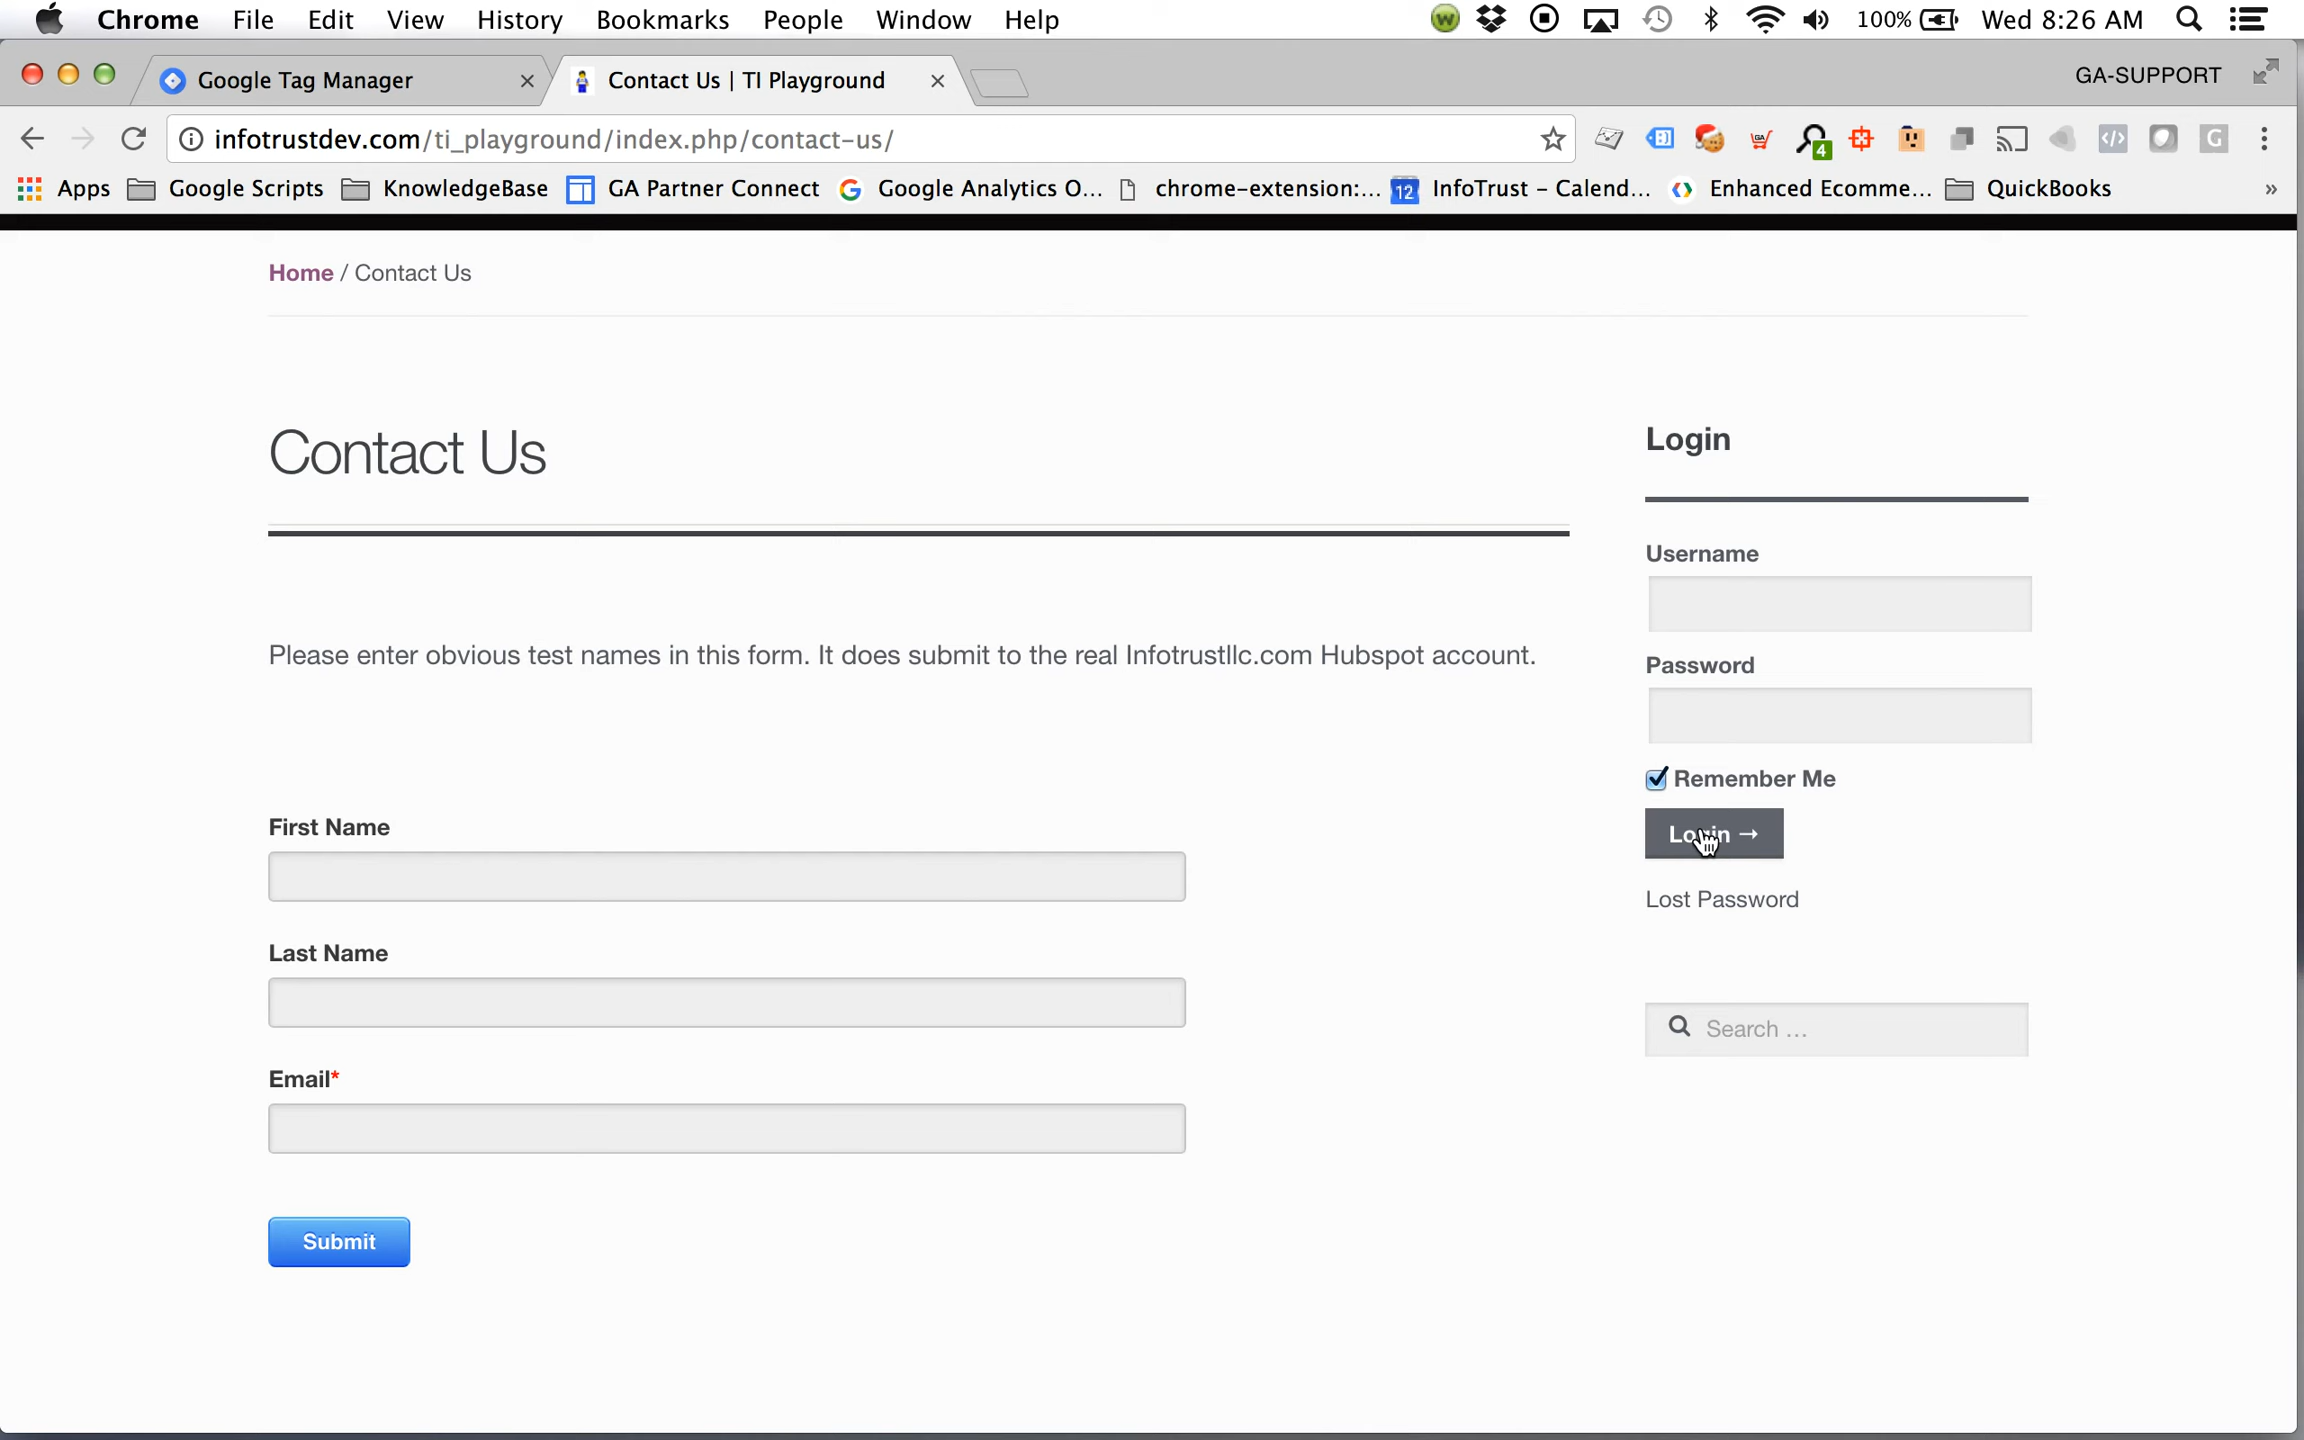 Chrome File Edit View History Bookmarks People Window Help 100% Wed 8:26 AM
Google Tag Manager × Contact Us | TI Playground × GA-SUPPORT
infotrustdev.com/ti_playground/index.php/contact-us/ 4
Apps Google Scripts KnowledgeBase GA Partner Connect Google Analytics O... chrome-extension:... 12 InfoTrust – Calend... Enhanced Ecomme... QuickBooks »
Home / Contact Us
Contact Us
Please enter obvious test names in this form. It does submit to the real Infotrustllc.com Hubspot account.
First Name
Last Name
Email*
Submit
Login
Username
Password
Remember Me
Login →
Lost Password
Search ...